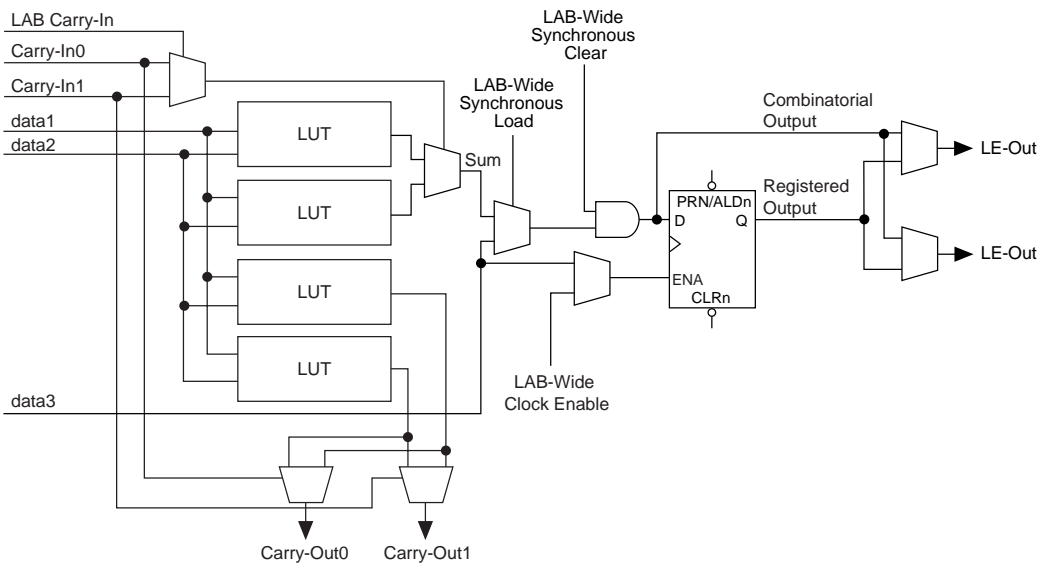 LAB Carry-In
Carry-In0
Carry-In1
data1
data2
data3
LUT
LUT
LUT
LUT
Sum
LAB-Wide
Synchronous
Load
LAB-Wide
Synchronous
Clear
LAB-Wide
Clock Enable
PRN/ALDn
D
Q
ENA
CLRn
Combinatorial
Output
Registered
Output
LE-Out
LE-Out
Carry-Out0
Carry-Out1